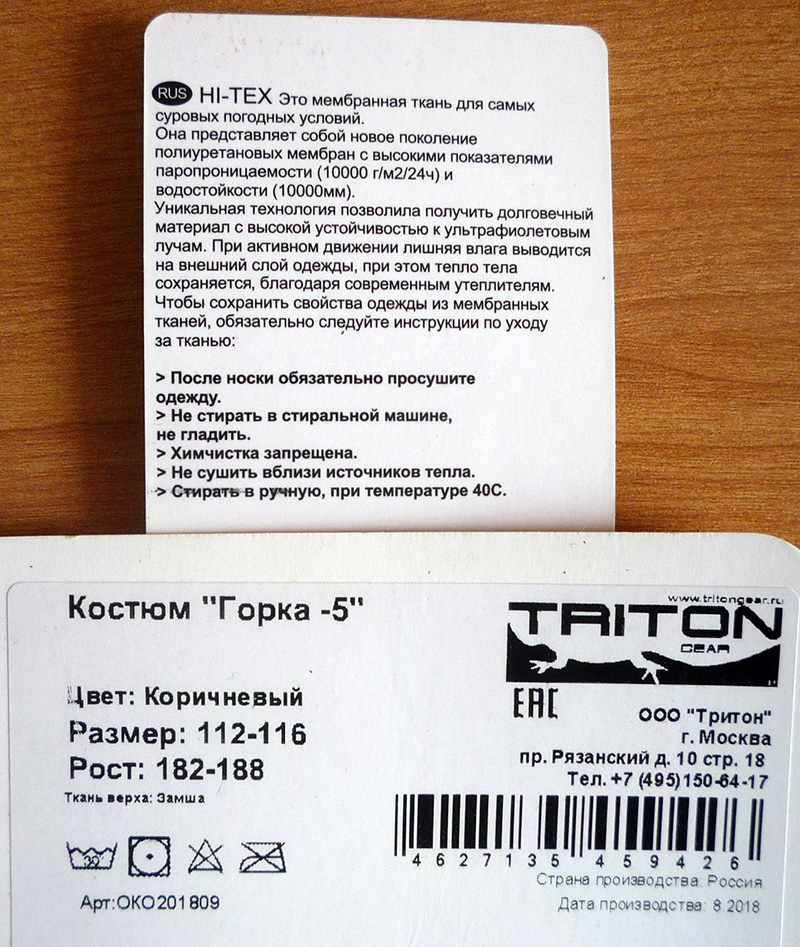 RUS HI-TEX Это мембранная ткань для самых
суровых погодных условий.
Она представляет собой новое поколение
полиуретановых мембран с высокими показателями
паропроницаемости (10000 г/м2/24ч) и
водостойкости (10000мм).
Уникальная технология позволила получить долговечный
материал с высокой устойчивостью к ультрафиолетовым
лучам. При активном движении лишняя влага выводится
на внешний слой одежды, при этом тепло тела
сохраняется, благодаря современным утеплителям.
Чтобы сохранить свойства одежды из мембранных
тканей, обязательно следуйте инструкции по уходу
за тканью:
> После носки обязательно просушите
одежду.
> Не стирать в стиральной машине,
не гладить.
> Химчистка запрещена.
> Не сушить вблизи источников тепла.
> Стирать в ручную, при температуре 40С.
Костюм "Горка -5"
Цвет: Коричневый
Размер: 112-116
Рост: 182-188
Ткань верха: Замша
30°
Арт:ОКО201809
www.tritongear.ru
TRITON
GEAR
EAC
ООО "Тритон"
г. Москва
пр. Рязанский д. 10 стр. 18
Тел. +7 (495)150-64-17
4627135459426
Страна производства: Россия
Дата производства: 8.2018